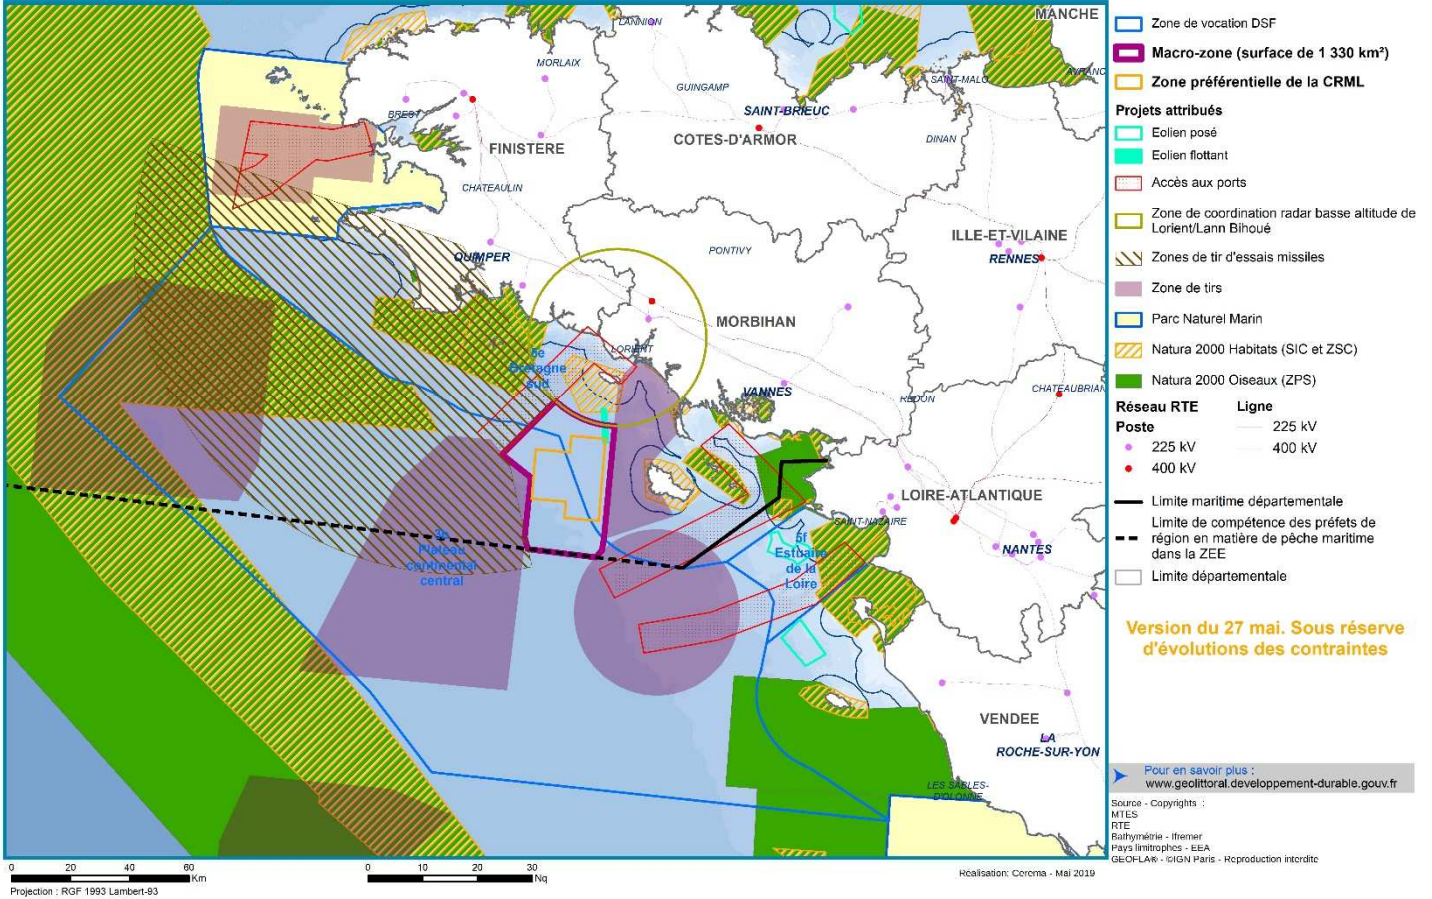 MANCHE
LANNION
MORLAIX
GUINGAMP
SAINT-MALO
AVRANC
BREST
SAINT-BRIEUC
FINISTERE
COTES-D'ARMOR
DINAN
CHATEAULIN
PONTIVY
ILLE-ET-VILAINE
RENNES
QUIMPER
MORBIHAN
LORIENT
5e
Bretagne
sud
VANNES
REDON
CHATEAUBRIAN
LOIRE-ATLANTIQUE
SAINT-NAZAIRE
NANTES
Plateau
continental
central
5f
Estuaire
de la
Loire
VENDEE
LA
ROCHE-SUR-YON
LES SABLES-
D'OLONNE
Zone de vocation DSF
Macro-zone (surface de 1 330 km²)
Zone préférentielle de la CRML
Projets attribués
Eolien posé
Eolien flottant
Accès aux ports
Zone de coordination radar basse altitude de
Lorient/Lann Bihoué
Zones de tir d'essais missiles
Zone de tirs
Parc Naturel Marin
Natura 2000 Habitats (SIC et ZSC)
Natura 2000 Oiseaux (ZPS)
Réseau RTE Ligne
Poste 225 kV
225 kV 400 kV
400 kV
Limite maritime départementale
Limite de compétence des préfets de
région en matière de pêche maritime
dans la ZEE
Limite départementale
Version du 27 mai. Sous réserve
d'évolutions des contraintes
Pour en savoir plus :
www.geolittoral.developpement-durable.gouv.fr
Source - Copyrights :
MTES
RTE
Bathymétrie - Ifremer
Pays limitrophes - EEA
GEOFLA® - ©IGN Paris - Reproduction interdite
0 20 40 60
Km
0 10 20 30
Nq
Projection : RGF 1993 Lambert-93
Réalisation: Cerema - Mai 2019